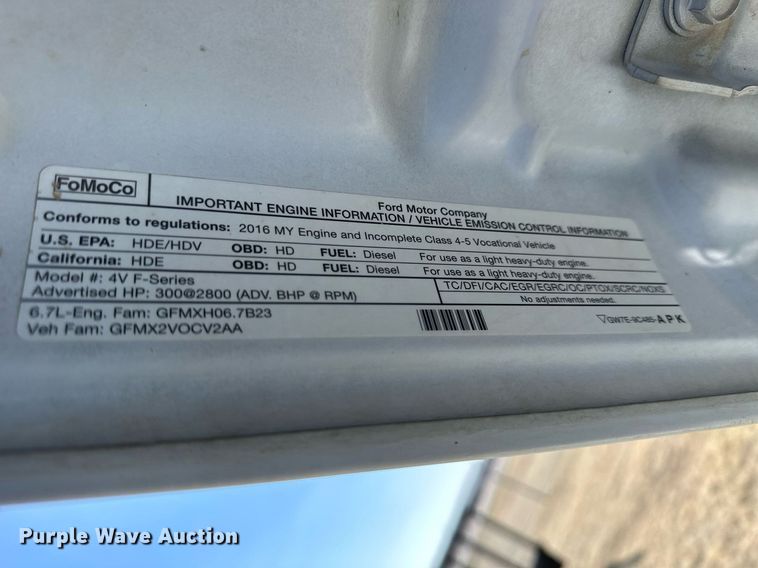 FoMoCo
Ford Motor Company
IMPORTANT ENGINE INFORMATION / VEHICLE EMISSION CONTROL INFORMATION
Conforms to regulations: 2016 MY Engine and Incomplete Class 4-5 Vocational Vehicle
U.S. EPA: HDE/HDV OBD: HD FUEL: Diesel For use as a light heavy-duty engine.
California: HDE OBD: HD FUEL: Diesel For use as a light heavy-duty engine.
Model #: 4V F-Series TC/DFI/CAC/EGR/EGRC/OC/PTOX/SCRC/NOXS
Advertised HP: 300@2800 (ADV. BHP @ RPM) No adjustments needed.
6.7L-Eng. Fam: GFMXH06.7B23
Veh Fam: GFMX2VOCV2AA
GW7E-9C485-APK
Purple Wave Auction